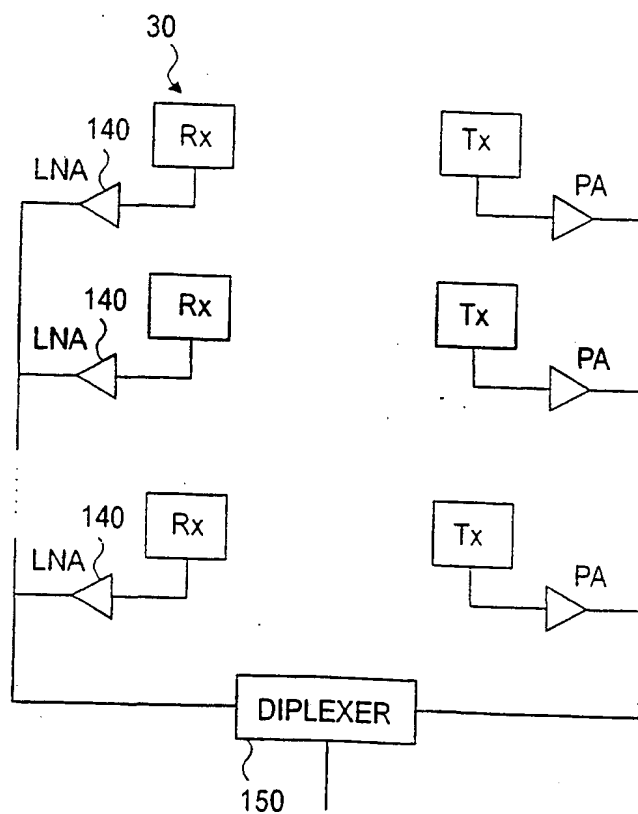 30
140
LNA
Rx
Tx
PA
140
LNA
Rx
Tx
PA
140
LNA
Rx
Tx
PA
DIPLEXER
150